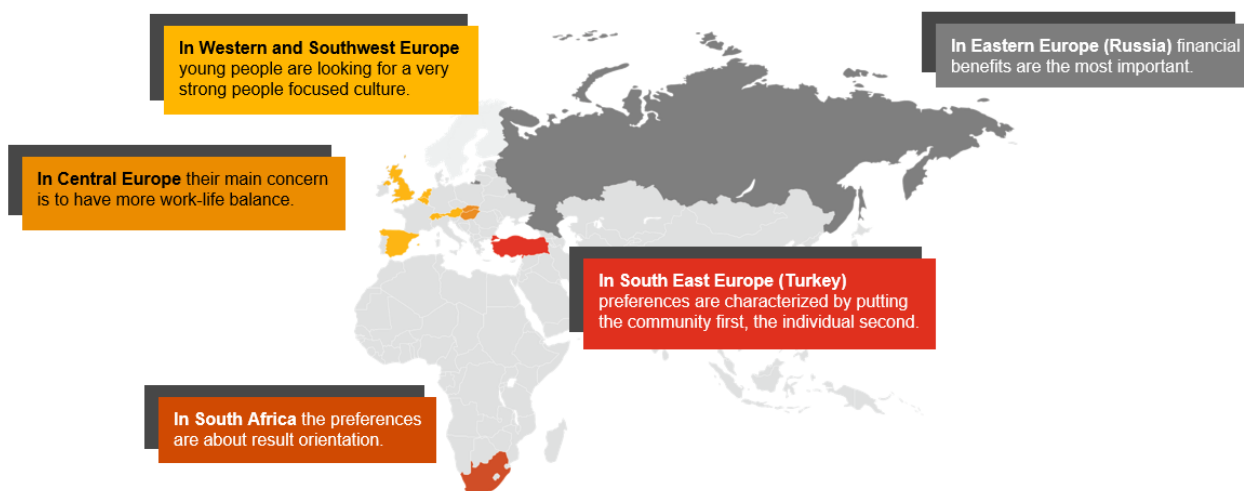 In Western and Southwest Europe
young people are looking for a very
strong people focused culture.
In Eastern Europe (Russia) financial
benefits are the most important.
In Central Europe their main concern
is to have more work-life balance.
In South East Europe (Turkey)
preferences are characterized by putting
the community first, the individual second.
In South Africa the preferences
are about result orientation.